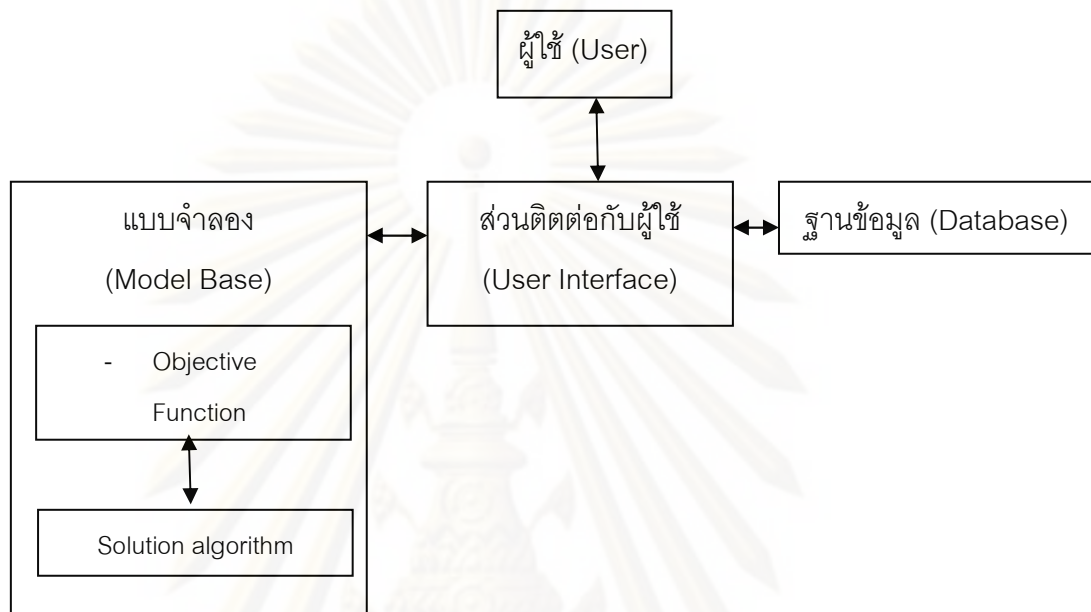 ผู้ใช้ (User)
แบบจำลอง
(Model Base)
ส่วนติตต่อกับผู้ใช้
(User Interface)
ฐานข้อมูล (Database)
- Objective
Function
Solution algorithm